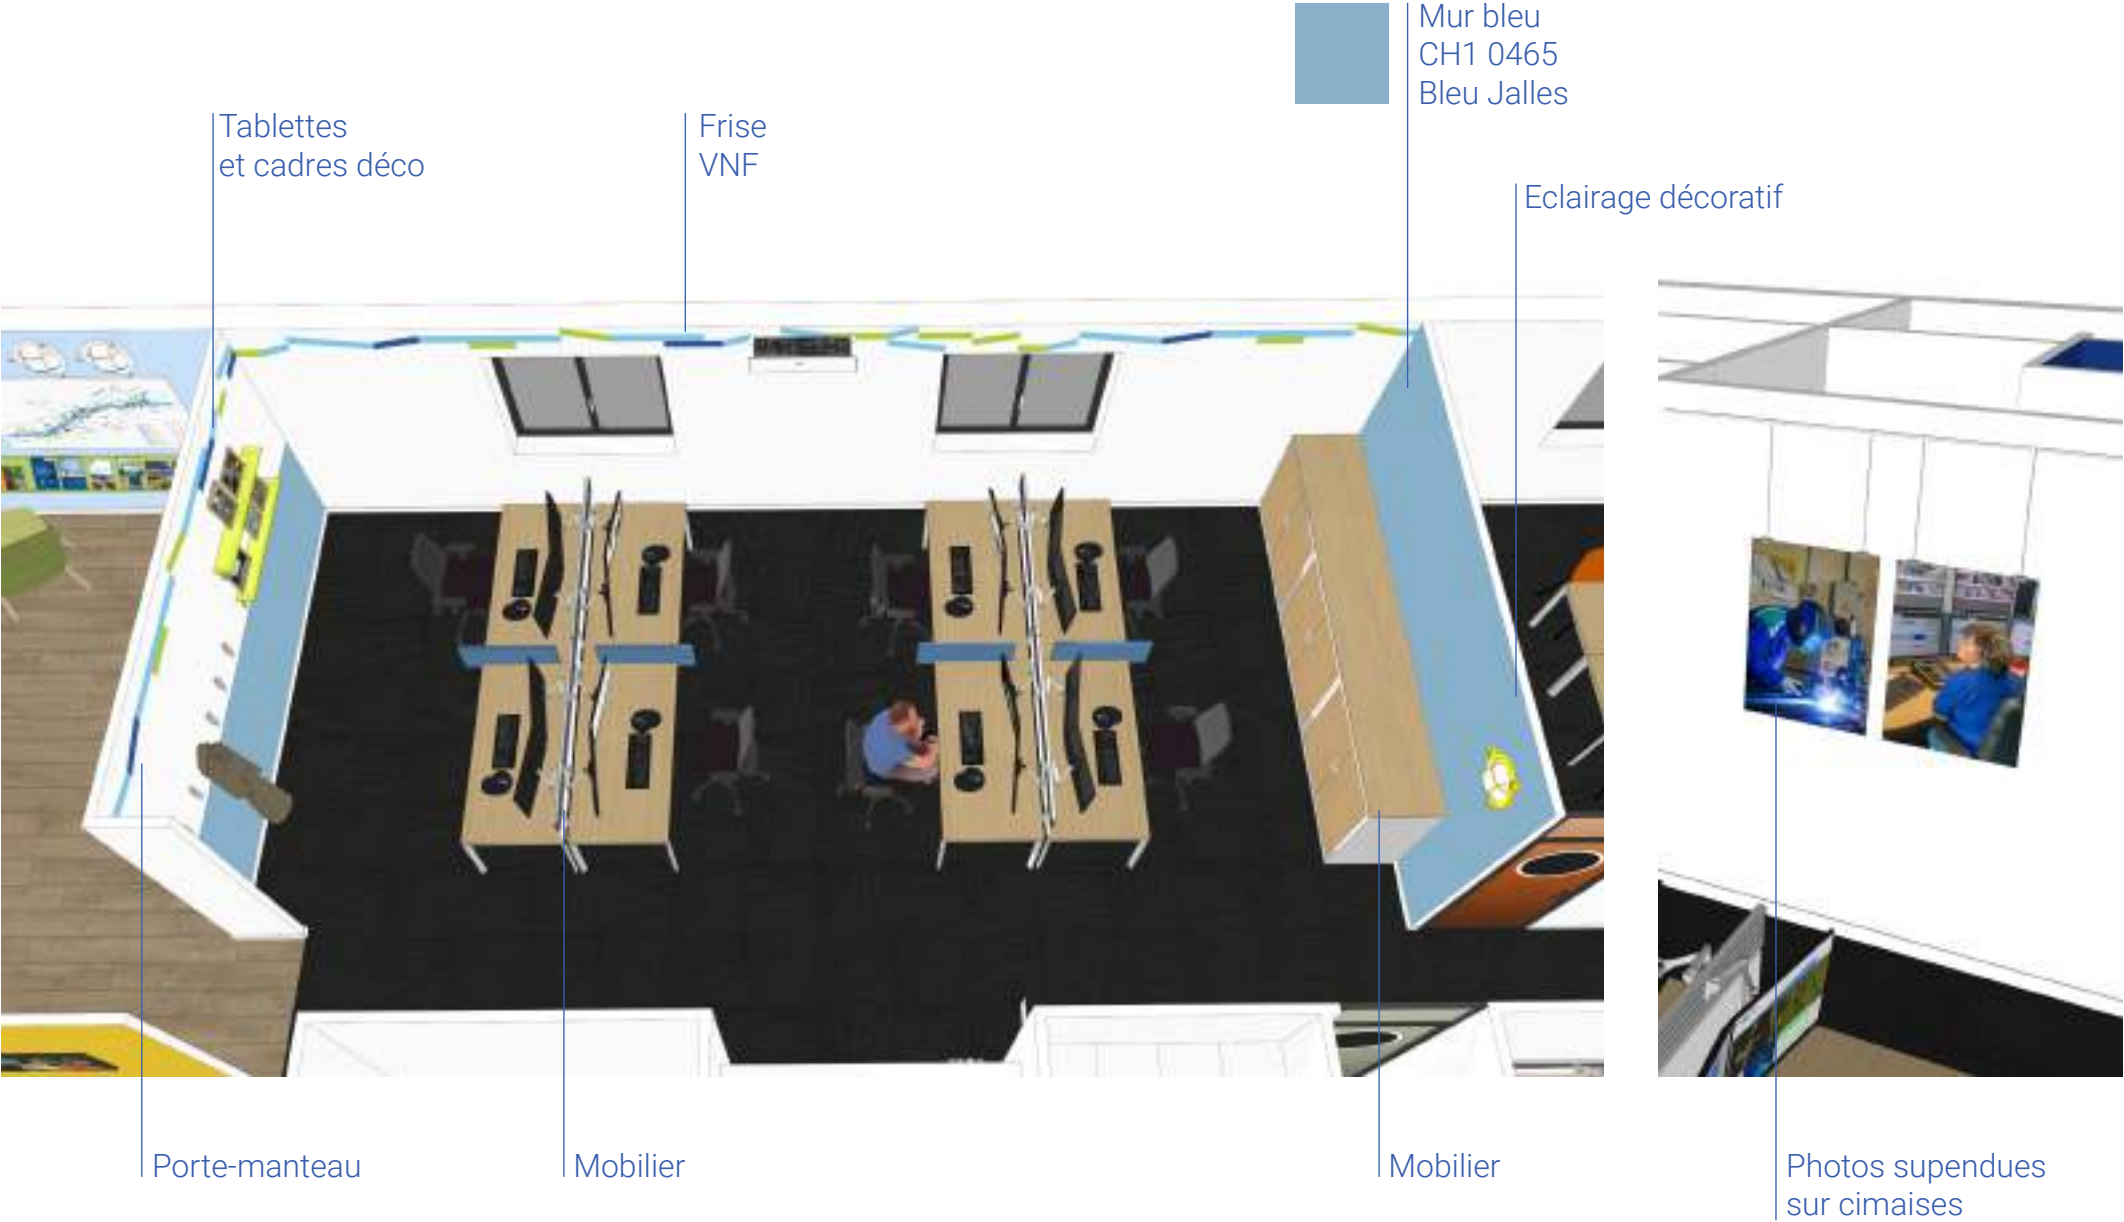 Mur bleu
CH1 0465
Bleu Jalles
Tablettes
et cadres déco
Frise
VNF
Eclairage décoratif
Porte-manteau
Mobilier
Mobilier
Photos supendues
sur cimaises